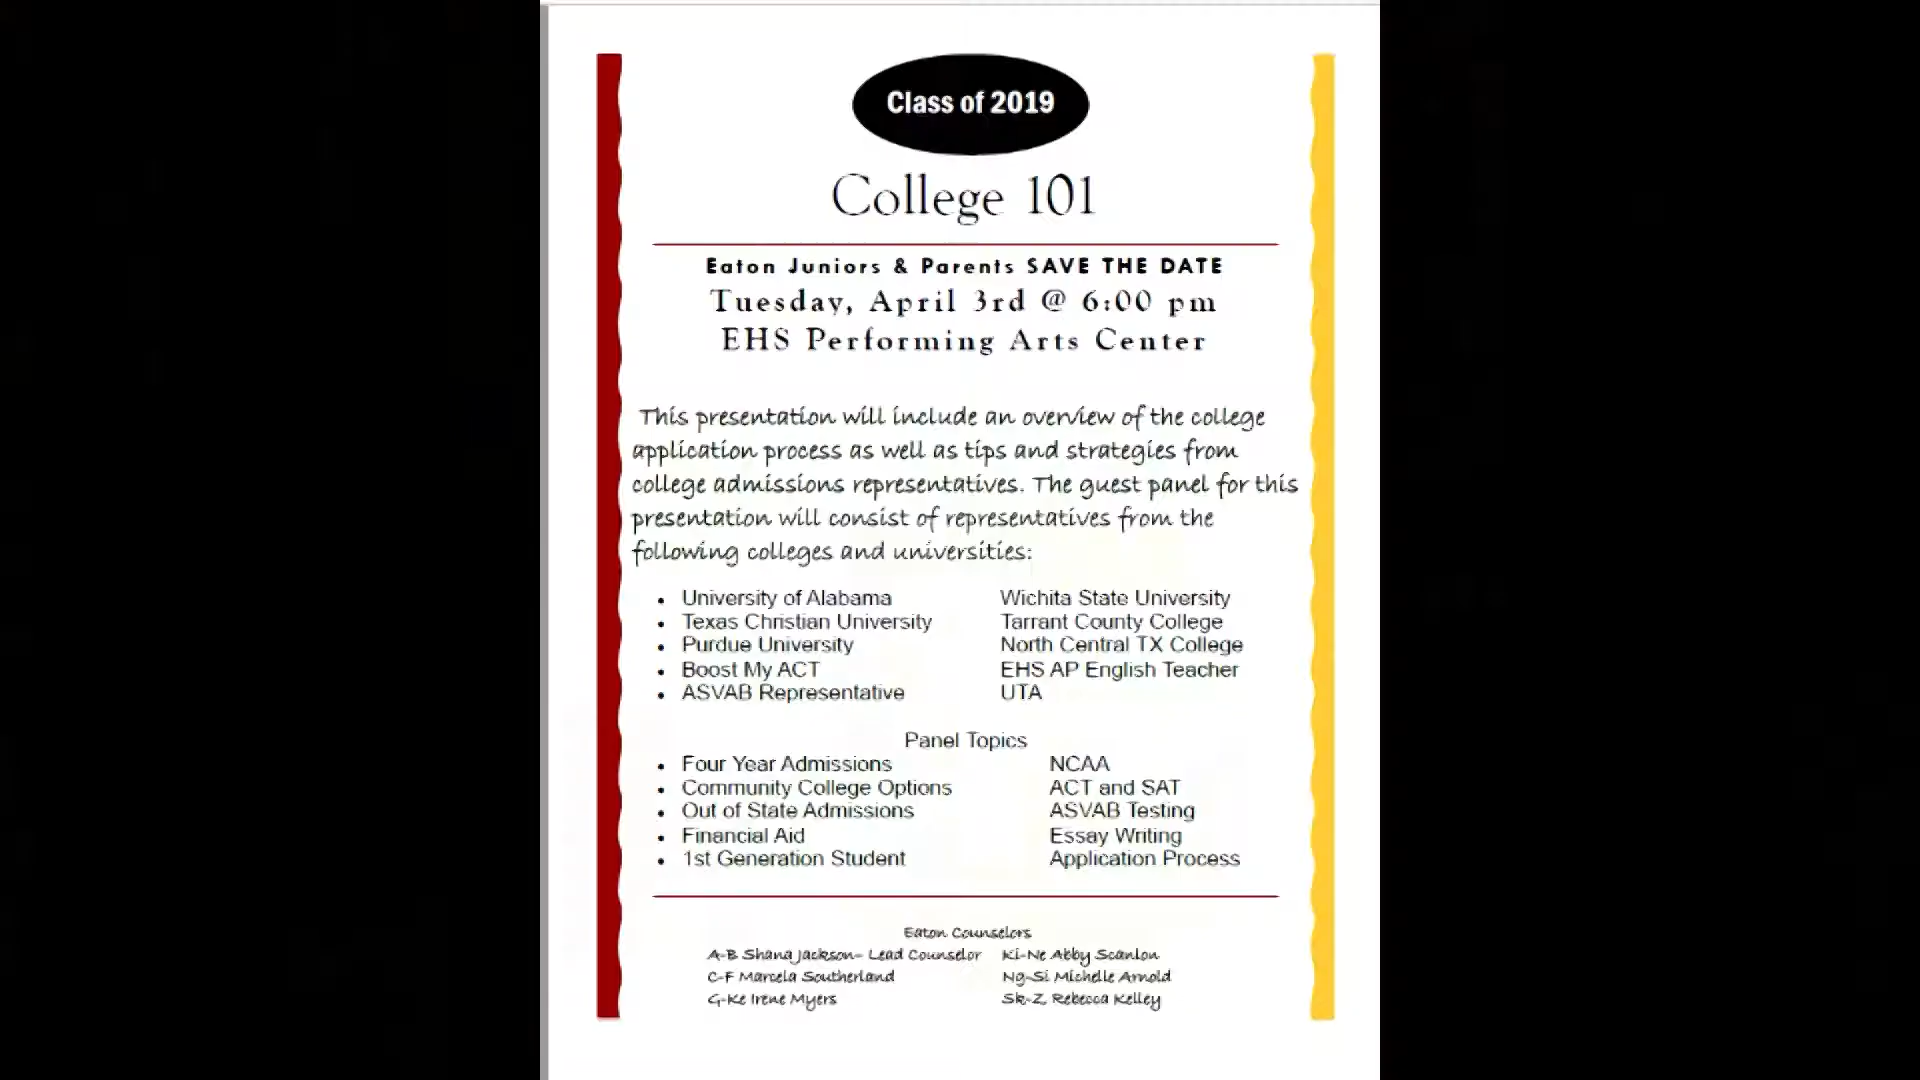 Class of 2019
College 101
Eaton Juniors & Parents SAVE THE DATE
Tuesday, April 3rd @ 6:00 pm
EHS Performing Arts Center
This presentation will include an overview of the college
application process as well as tips and strategies from
college admissions representatives. The guest panel for this
presentation will consist of representatives from the
following colleges and universities:
• University of Alabama Wichita State University
• Texas Christian University Tarrant County College
• Purdue University North Central TX College
• Boost My ACT EHS AP English Teacher
• ASVAB Representative UTA
Panel Topics
• Four Year Admissions NCAA
• Community College Options ACT and SAT
• Out of State Admissions ASVAB Testing
• Financial Aid Essay Writing
• 1st Generation Student Application Process
Eaton Counselors
A-B Shana Jackson- Lead Counselor Ki-Ne Abby Scanlon
C-F Marcela Southerland Ng-Si Michelle Arnold
G-Ke Irene Myers Sk-Z Rebecca Kelley